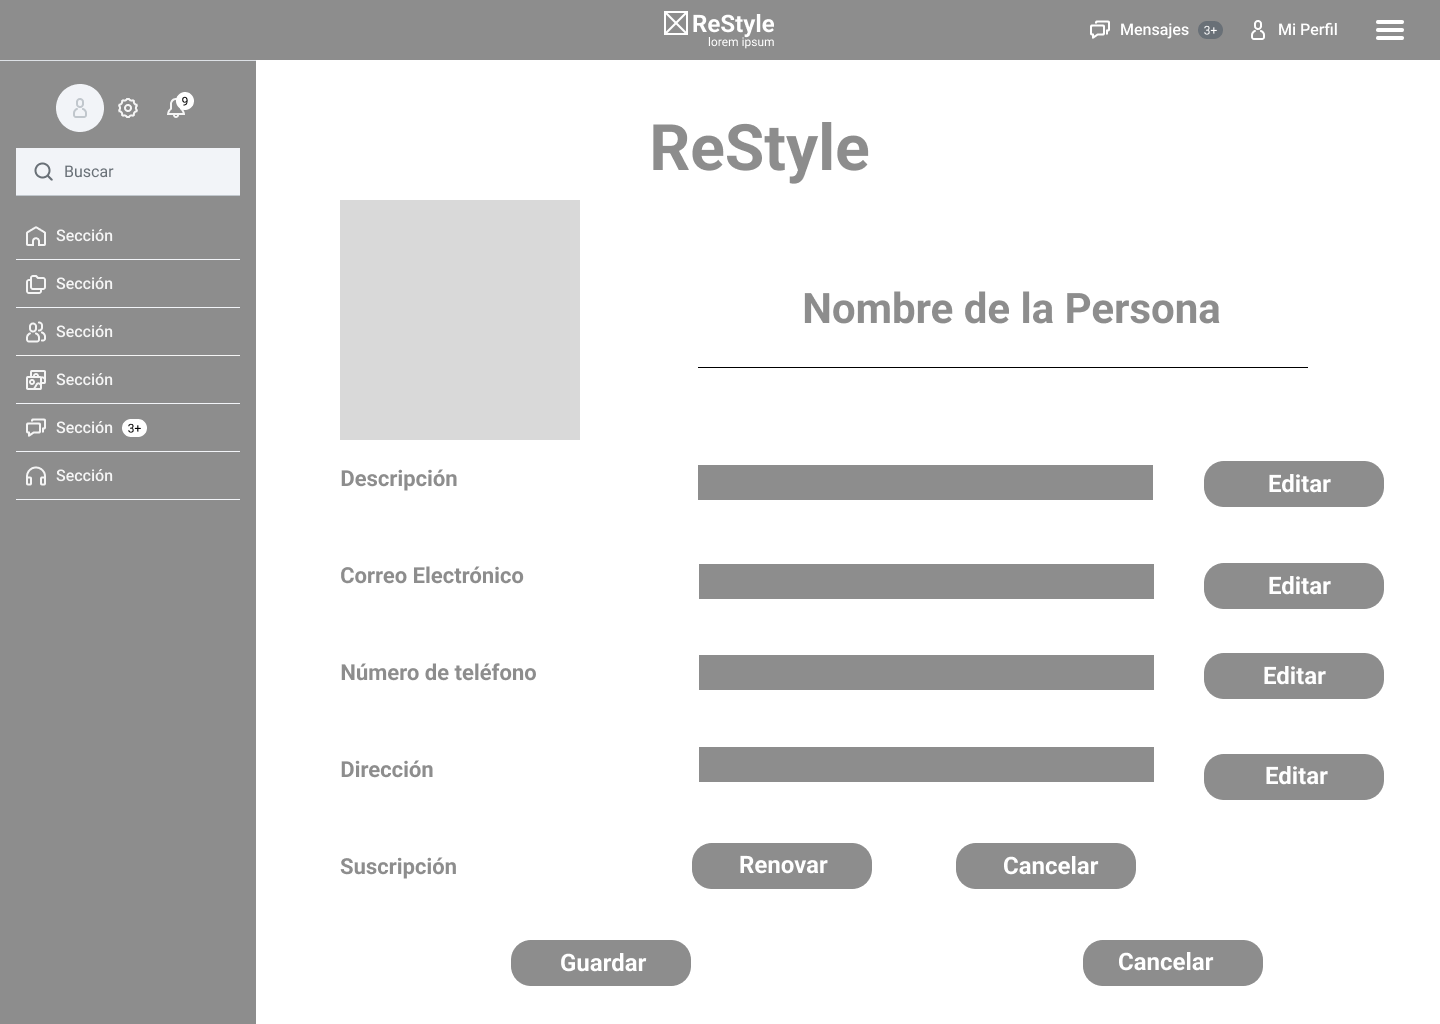 ReStyle
lorem ipsum
Mensajes 3+
Mi Perfil
9
Buscar
Sección
Sección
Sección
Sección
Sección 3+
Sección
ReStyle
Nombre de la Persona
Descripción
Editar
Correo Electrónico
Editar
Número de teléfono
Editar
Dirección
Editar
Suscripción
Renovar
Cancelar
Guardar
Cancelar